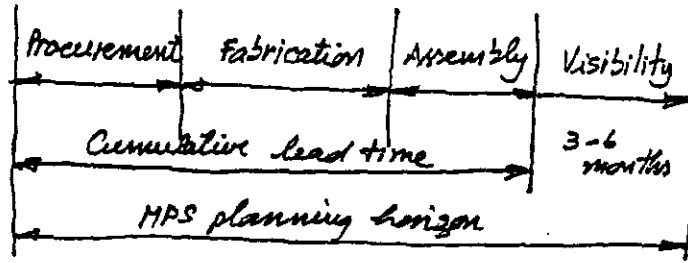 Procurement Fabrication Assembly Visibility
Cumulative lead time 3-6
months
MPS planning horizon